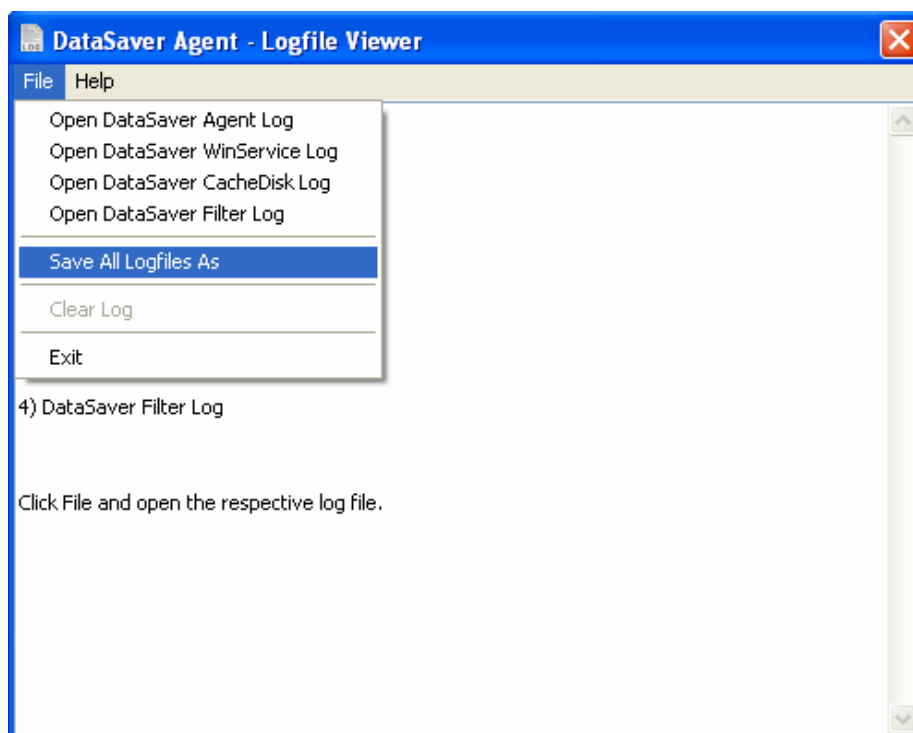 LOG DataSaver Agent - Logfile Viewer
File Help
Open DataSaver Agent Log
Open DataSaver WinService Log
Open DataSaver CacheDisk Log
Open DataSaver Filter Log
Save All Logfiles As
Clear Log
Exit
4) DataSaver Filter Log
Click File and open the respective log file.